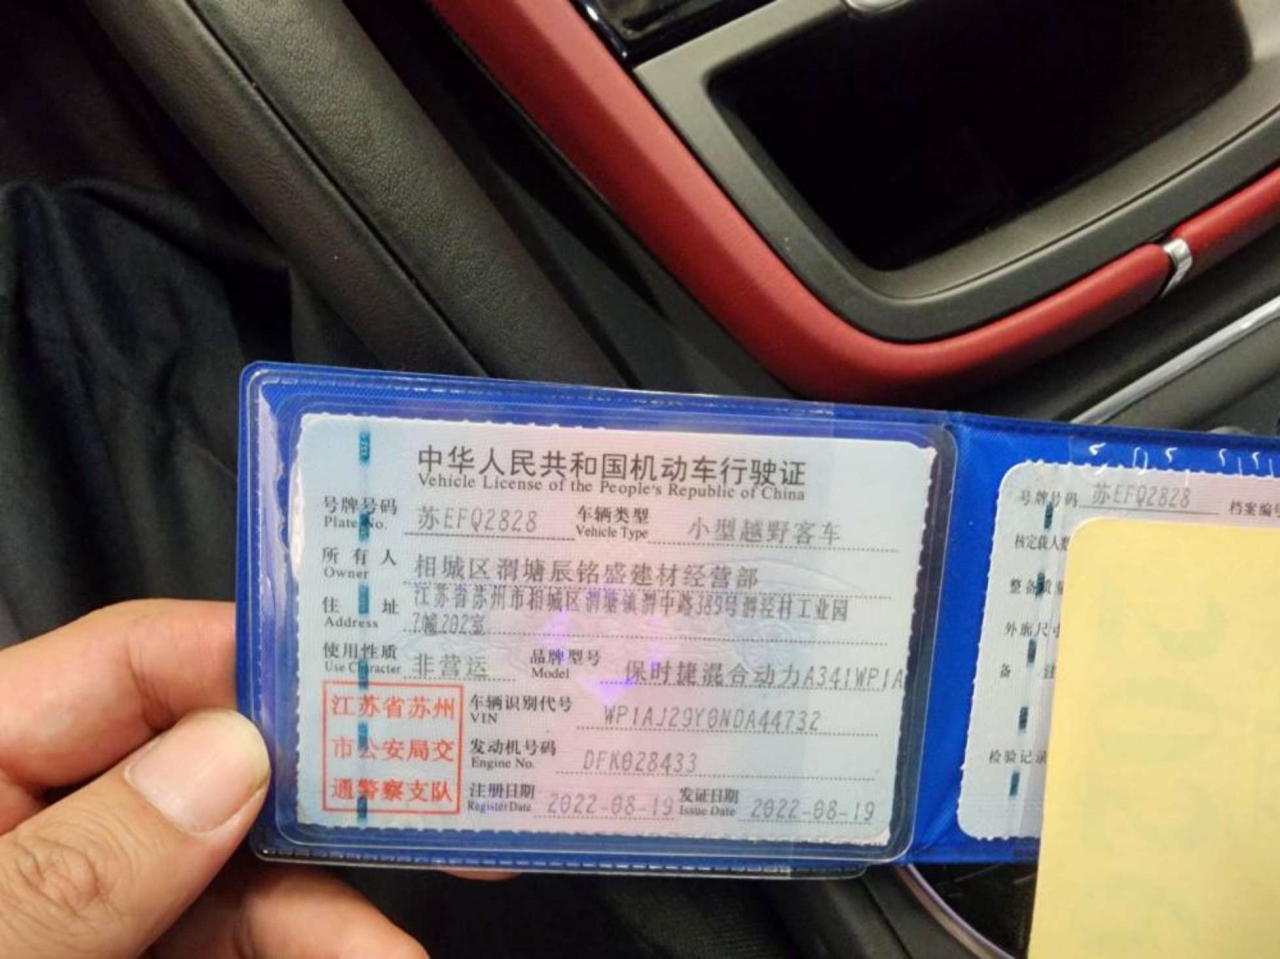 中华人民共和国机动车行驶证
Vehicle License of the People's Republic of China
号牌号码 苏EFQ2828 车辆类型 小型越野客车
Plate No. Vehicle Type
所有人 相城区渭塘辰铭盛建材经营部
Owner
住址 江苏省苏州市相城区渭塘镇渭中路389号渭泾村工业园
Address 7幢202室
使用性质 非营运 品牌型号 保时捷混合动力A341WP1A
Use Character Model
江苏省苏州
市公安局交
通警察支队
车辆识别代号 WP1AJ29Y0NDA44732
VIN
发动机号码 DFK028433
Engine No.
注册日期 2022-08-19 发证日期 2022-08-19
Register Date Issue Date
号牌号码 苏EFQ2828 档案编号
核定载人数
整备质量
外廓尺寸
备注
检验记录